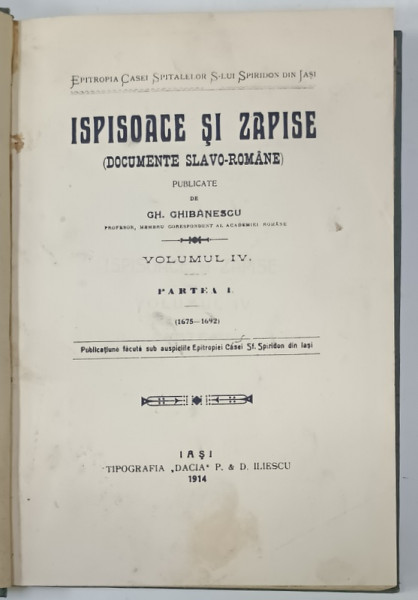 EPITROPIA CASEI SPITALELOR S-LUI SPIRIDON DIN IAȘI
ISPISOACE ȘI ZAPISE
(DOCUMENTE SLAVO-ROMÂNE)
PUBLICATE
DE
GH. GHIBĂNESCU
PROFESOR, MEMBRU CORESPONDENT AL ACADEMIEI ROMÂNE
VOLUMUL IV.
PARTEA I.
(1675—1692)
Publicațiune făcută sub auspiciile Epitropiei Casei Sf. Spiridon din Iași
IAȘI
TIPOGRAFIA „DACIA" P. & D. ILIESCU
1914